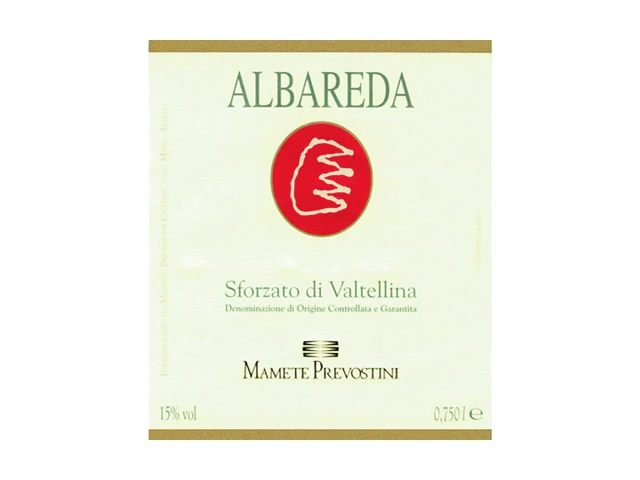 ALBAREDA
Sforzato di Valtellina
Denominazione di Origine Controllata e Garantita
MAMETE PREVOSTINI
15% vol
0,750 l e